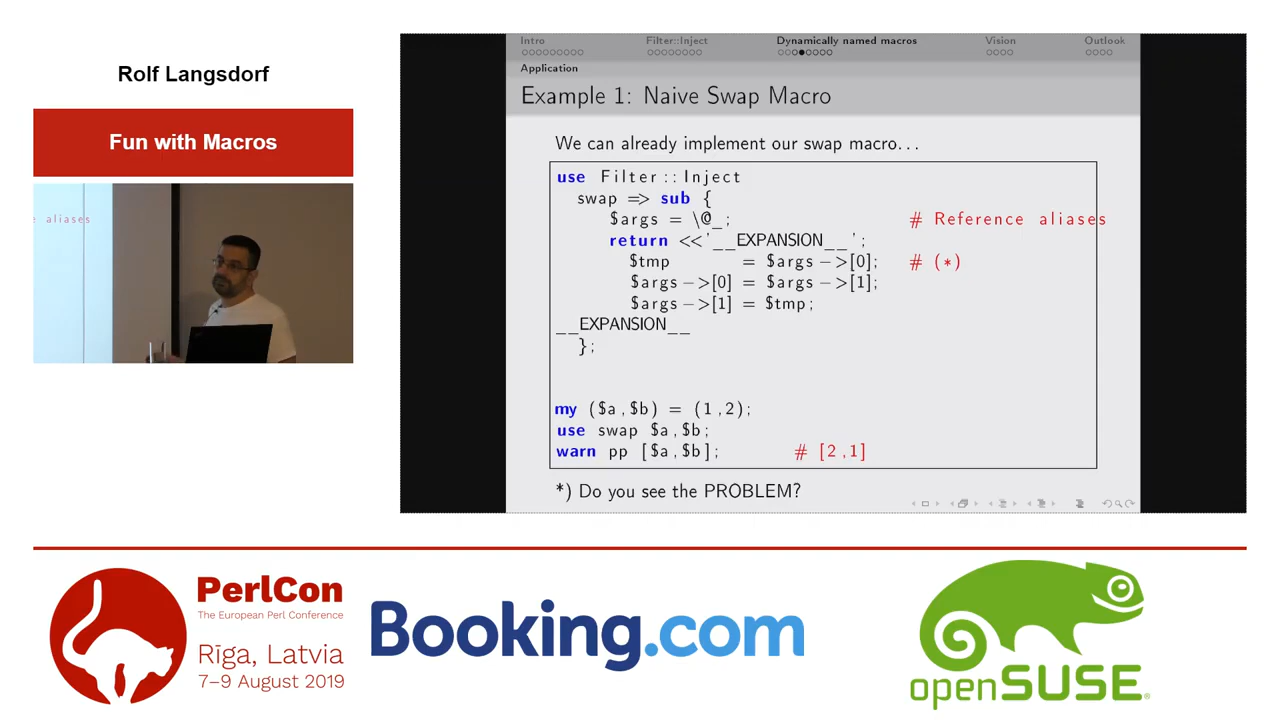 Rolf Langsdorf
Fun with Macros
e aliases
Intro
Filter::Inject
Dynamically named macros
Vision
Outlook
Application
Example 1: Naive Swap Macro
We can already implement our swap macro...
use Filter::Inject
swap => sub {
$args = \@_; # Reference aliases
return <<'__EXPANSION__';
$tmp = $args->[0]; # (*)
$args->[0] = $args->[1];
$args->[1] = $tmp;
__EXPANSION__
};
my ($a,$b) = (1,2);
use swap $a,$b;
warn pp [$a,$b]; # [2,1]
*) Do you see the PROBLEM?
PerlCon
The European Perl Conference
Rīga, Latvia
7–9 August 2019
Booking.com
openSUSE